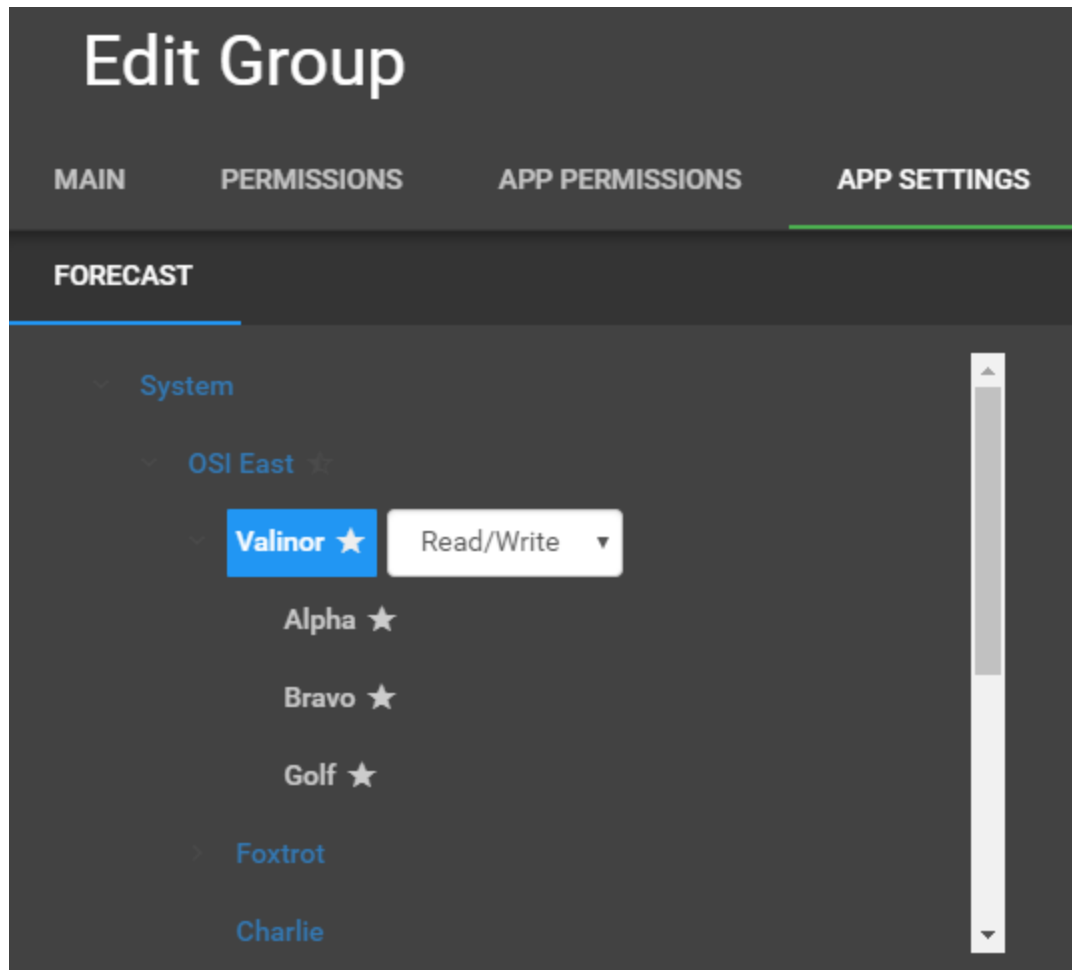 Edit Group
MAIN PERMISSIONS APP PERMISSIONS APP SETTINGS
FORECAST
System
OSI East
Valinor Read/Write
Alpha
Bravo
Golf
Foxtrot
Charlie